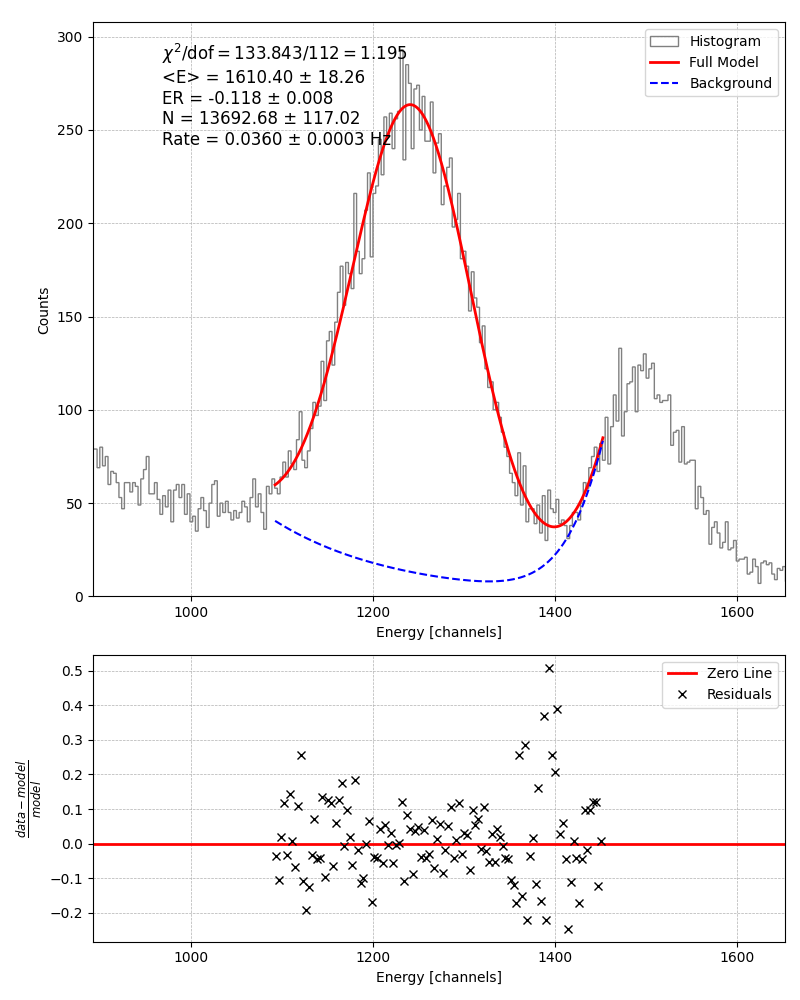 300
250
200
150
100
50
0
Counts
χ²/dof = 133.843/112 = 1.195
<E> = 1610.40 ± 18.26
ER = -0.118 ± 0.008
N = 13692.68 ± 117.02
Rate = 0.0360 ± 0.0003 Hz
Histogram
Full Model
Background
1000 1200 1400 1600
Energy [channels]
0.5
0.4
0.3
0.2
0.1
0.0
−0.1
−0.2
data − model
model
Zero Line
Residuals
1000 1200 1400 1600
Energy [channels]